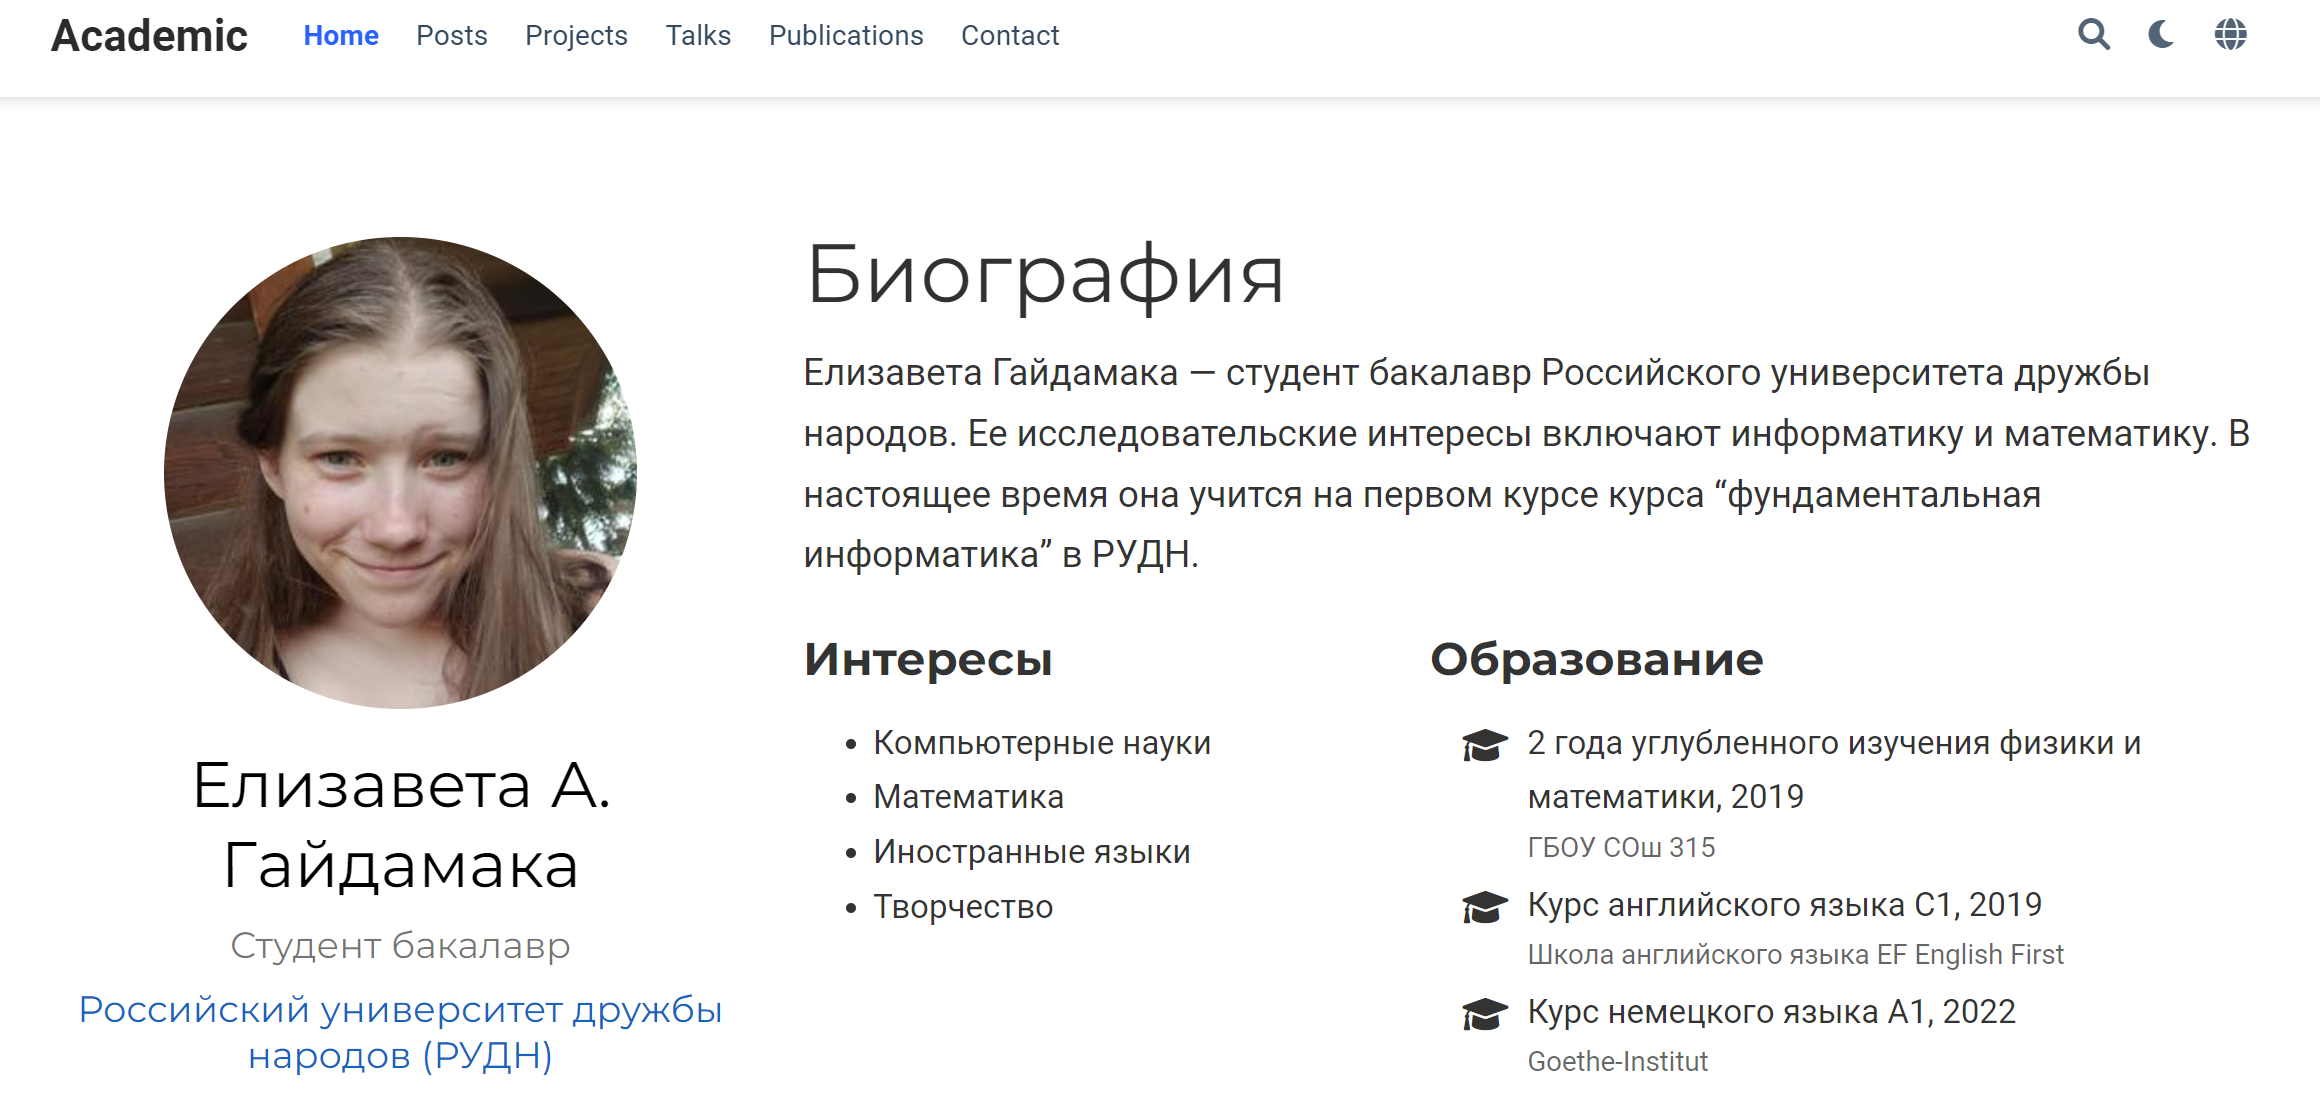 Academic Home Posts Projects Talks Publications Contact
Биография
Елизавета Гайдамака — студент бакалавр Российского университета дружбы
народов. Ее исследовательские интересы включают информатику и математику. В
настоящее время она учится на первом курсе курса “фундаментальная
информатика” в РУДН.
Елизавета А.
Гайдамака
Студент бакалавр
Российский университет дружбы
народов (РУДН)
Интересы
Компьютерные науки
Математика
Иностранные языки
Творчество
Образование
2 года углубленного изучения физики и
математики, 2019
ГБОУ СОш 315
Курс английского языка C1, 2019
Школа английского языка EF English First
Курс немецкого языка A1, 2022
Goethe-Institut